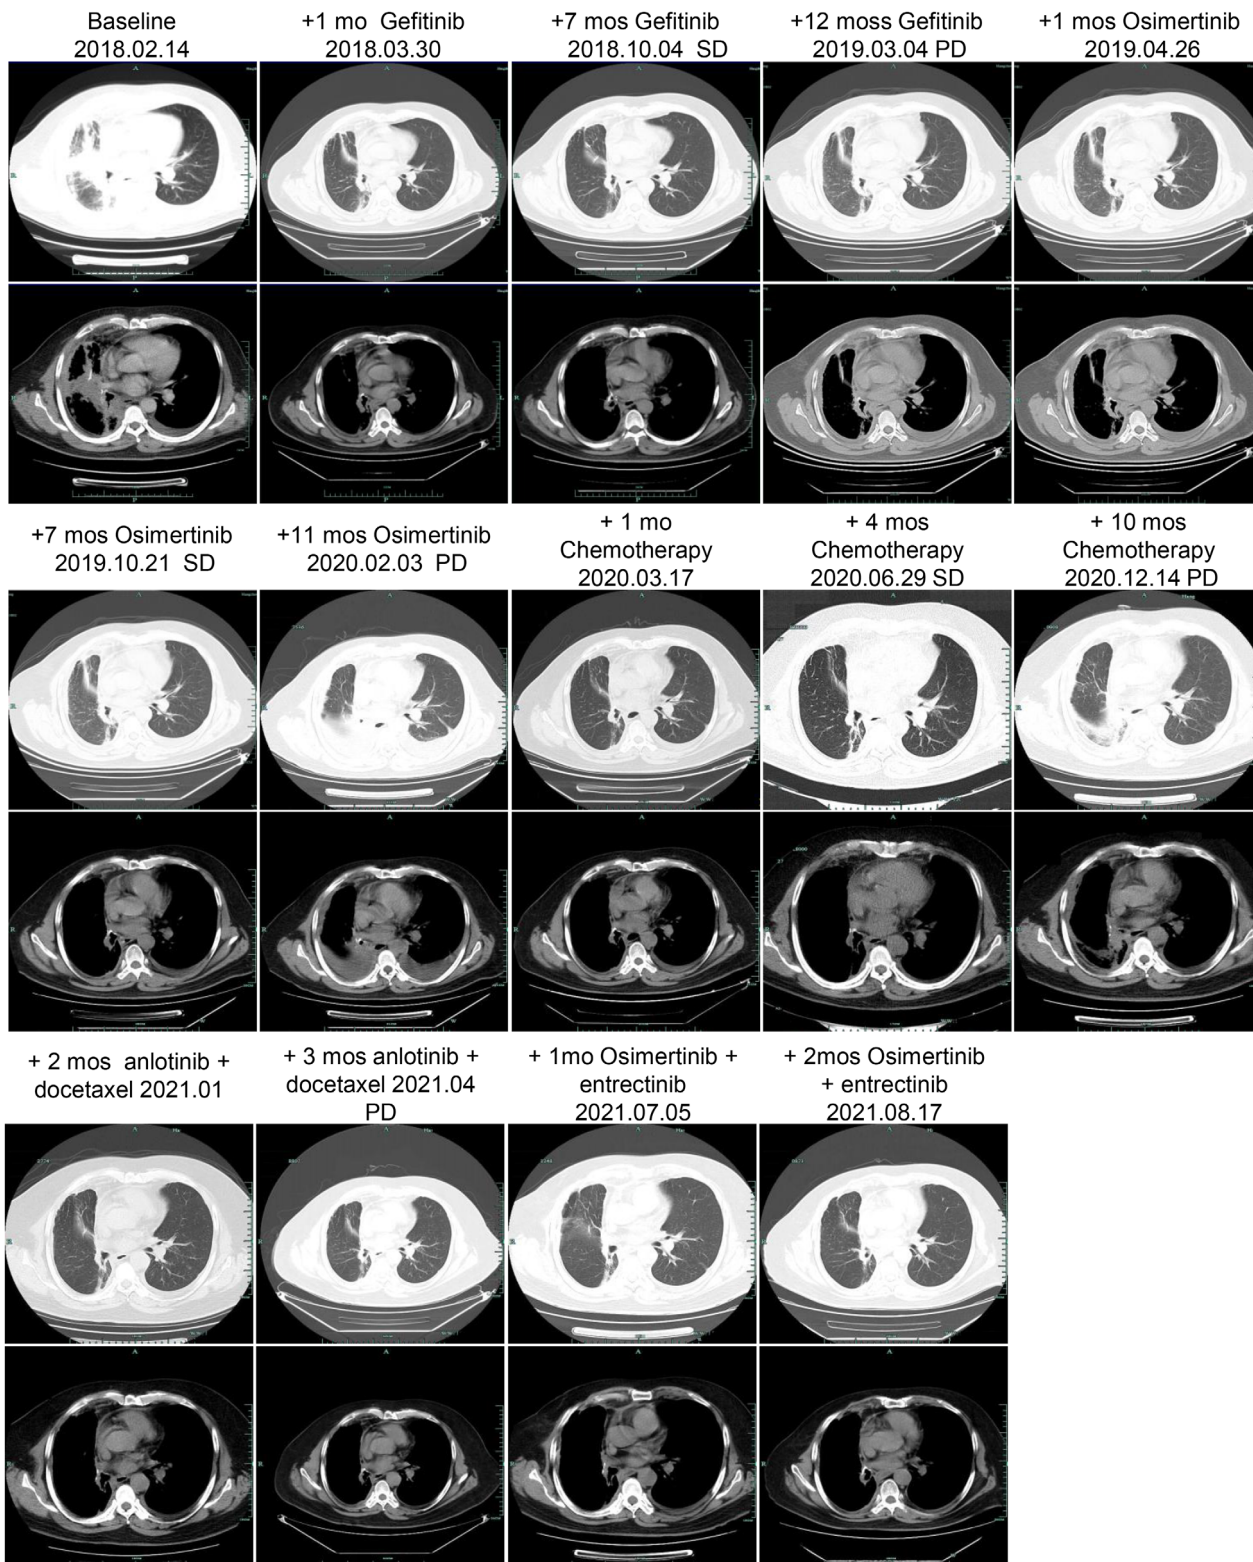 Baseline
2018.02.14
+1 mo Gefitinib
2018.03.30
+7 mos Gefitinib
2018.10.04 SD
+12 moss Gefitinib
2019.03.04 PD
+1 mos Osimertinib
2019.04.26
+7 mos Osimertinib
2019.10.21 SD
+11 mos Osimertinib
2020.02.03 PD
+ 1 mo
Chemotherapy
2020.03.17
+ 4 mos
Chemotherapy
2020.06.29 SD
+ 10 mos
Chemotherapy
2020.12.14 PD
+ 2 mos anlotinib +
docetaxel 2021.01
+ 3 mos anlotinib +
docetaxel 2021.04
PD
+ 1mo Osimertinib +
entrectinib
2021.07.05
+ 2mos Osimertinib
+ entrectinib
2021.08.17